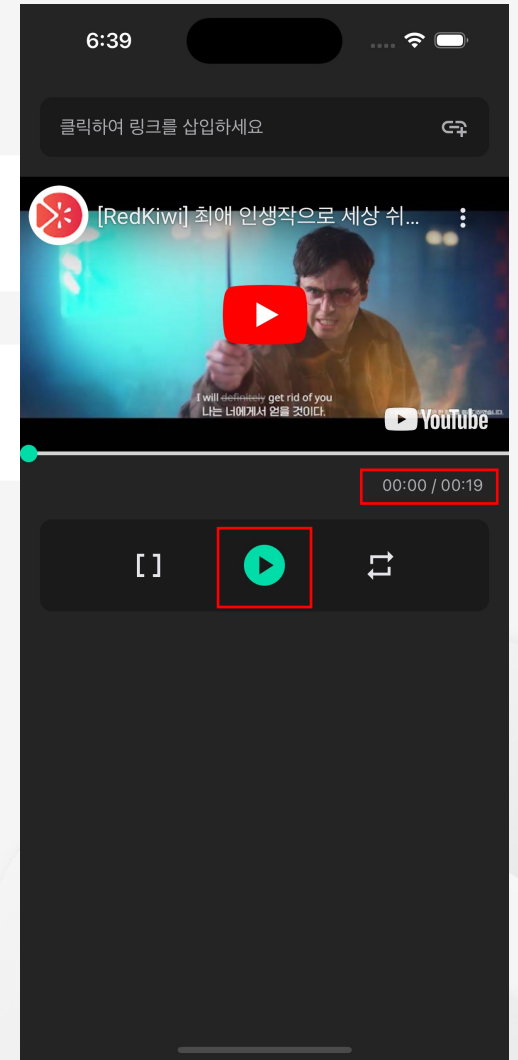 6:39
클릭하여 링크를 삽입하세요
[RedKiwi] 최애 인생작으로 세상 쉬...
I will definitely get rid of you
나는 너에게서 얻을 것이다.
YouTube
00:00 / 00:19